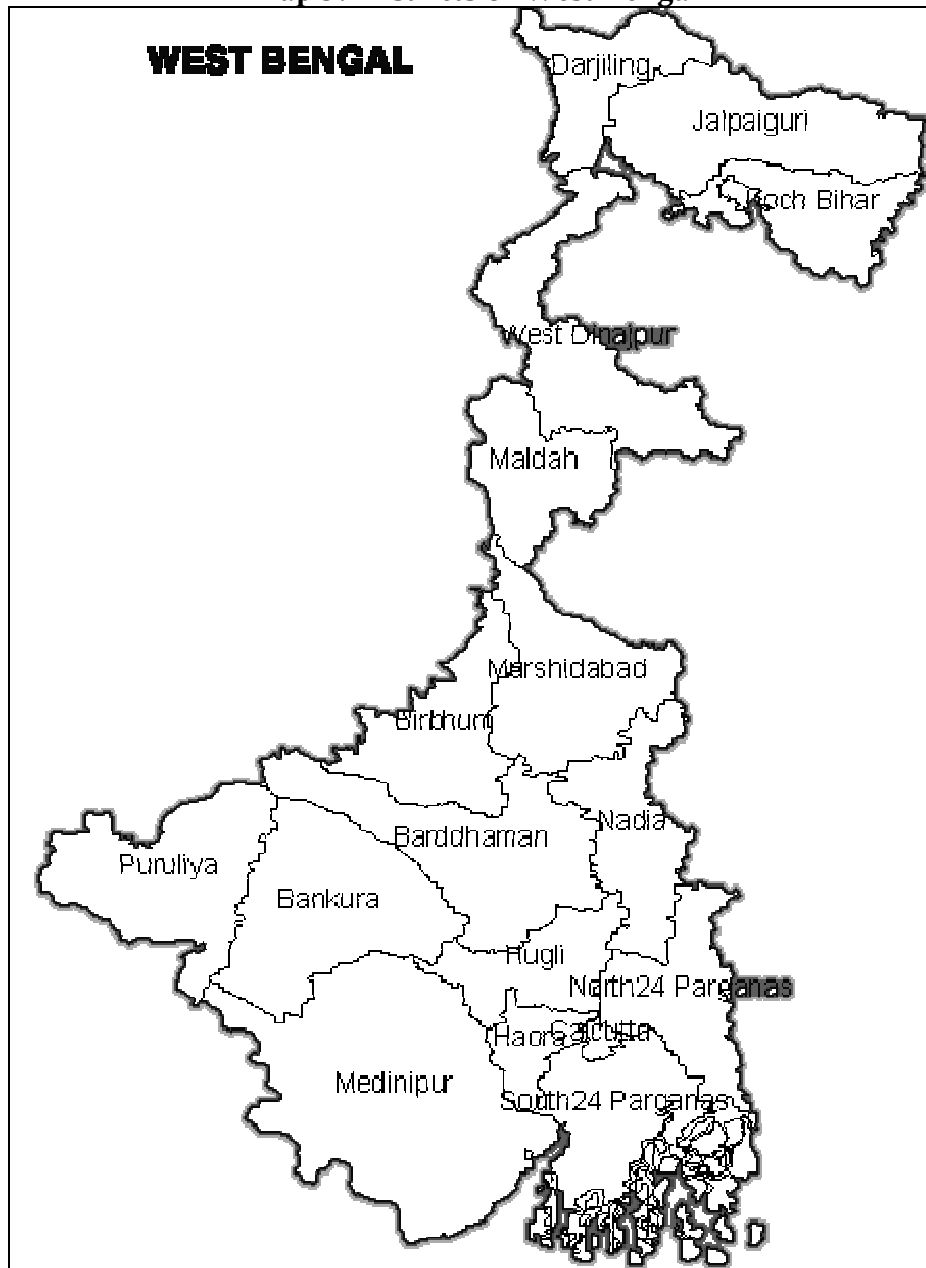 WEST BENGAL
Darjiling
Jalpaiguri
Koch Bihar
West Dinajpur
Maldah
Murshidabad
Birbhum
Nadia
Barddhaman
Puruliya
Bankura
Hugli
North24 Parganas
Haora
Calcutta
Medinipur
South24 Parganas